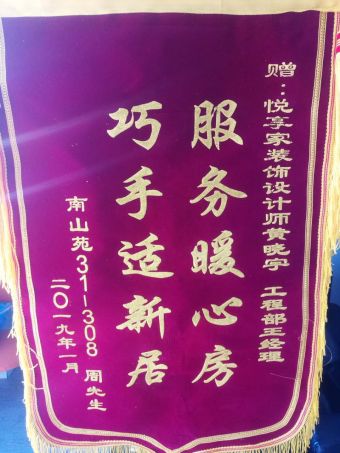 赠：悦享家装饰设计师黄晓宇 工程部王经理
服务暖心房
巧手适新居
南山苑31-308 周先生
二〇一九年一月